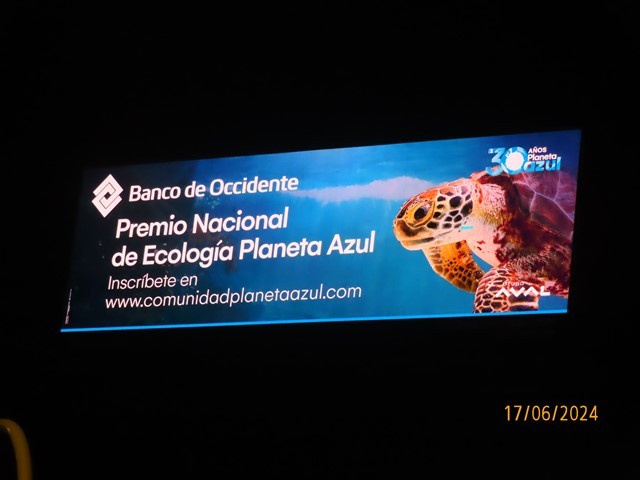 Banco de Occidente
Premio Nacional
de Ecología Planeta Azul
Inscríbete en
www.comunidadplanetaazul.com
30 AÑOS
Planeta
azul
GRUPO
AVAL
17/06/2024